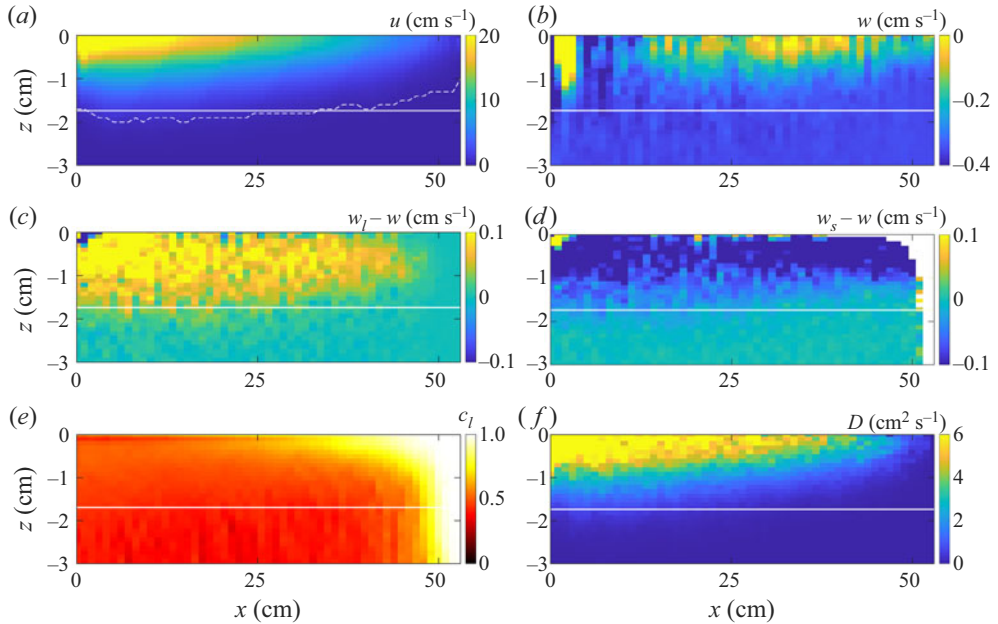 (a) u (cm s⁻¹) (b) w (cm s⁻¹)
0 20 0 0
z (cm) −1 −2 −3 10 0 −1 −2 −3 −0.2 −0.4
0 25 50 0 25 50
(c) w_l – w (cm s⁻¹) (d) w_s – w (cm s⁻¹)
0 0.1 0 0.1
z (cm) −1 −2 −3 0 −0.1 −1 −2 −3 0 −0.1
0 25 50 0 25 50
(e) c_l (f) D (cm² s⁻¹)
0 1.0 0 6
z (cm) −1 −2 −3 0.5 0 −1 −2 −3 4 2 0
0 25 50 0 25 50
x (cm) x (cm)